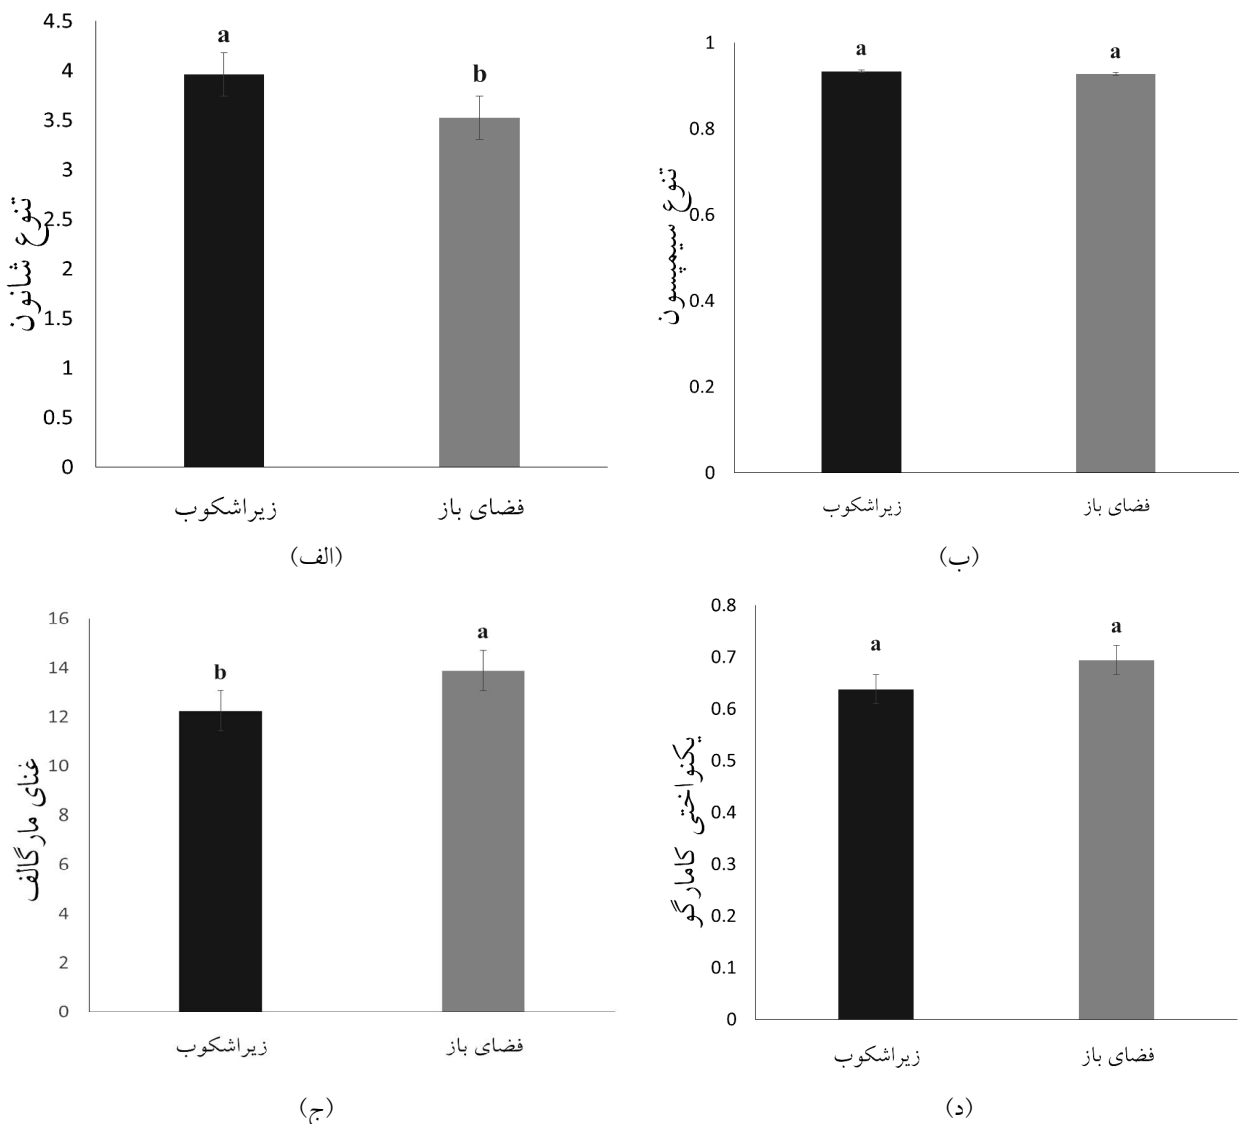 تنوع شانون
4.5
4
3.5
3
2.5
2
1.5
1
0.5
0
a
b
زیراشکوب
فضای باز
(الف)
تنوع سیمپسون
1
0.8
0.6
0.4
0.2
0
a
a
زیراشکوب
فضای باز
(ب)
غنای مارگالف
16
14
12
10
8
6
4
2
0
b
a
زیراشکوب
فضای باز
(ج)
یکنواختی کامارگو
0.8
0.7
0.6
0.5
0.4
0.3
0.2
0.1
0
a
a
زیراشکوب
فضای باز
(د)